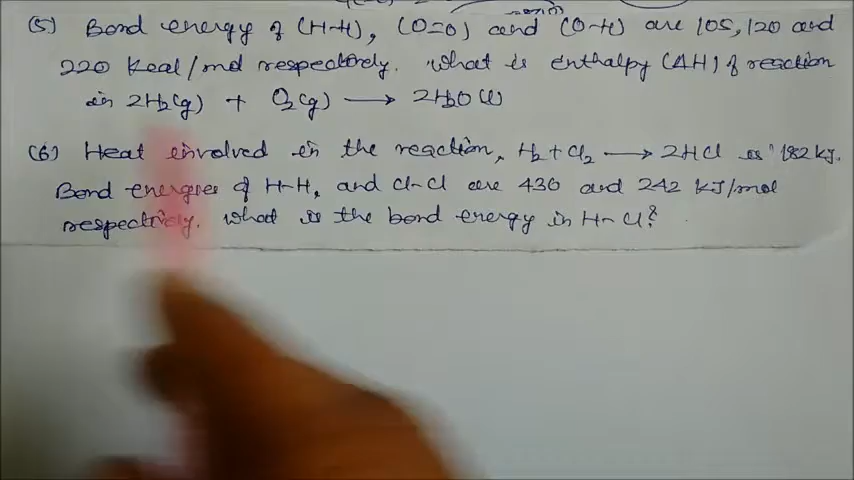 (5) Bond energy of (H-H), (O=O) and (O-H) are 105, 120 and
220 Kcal/mol respectively. What is enthalpy (ΔH) of reaction
in 2H₂(g) + O₂(g) ⟶ 2H₂O(l)
(6) Heat involved in the reaction, H₂ + Cl₂ ⟶ 2HCl is 182 kJ.
Bond energies of H-H, and Cl-Cl are 430 and 242 KJ/mol
respectively. What is the bond energy in H-Cl?